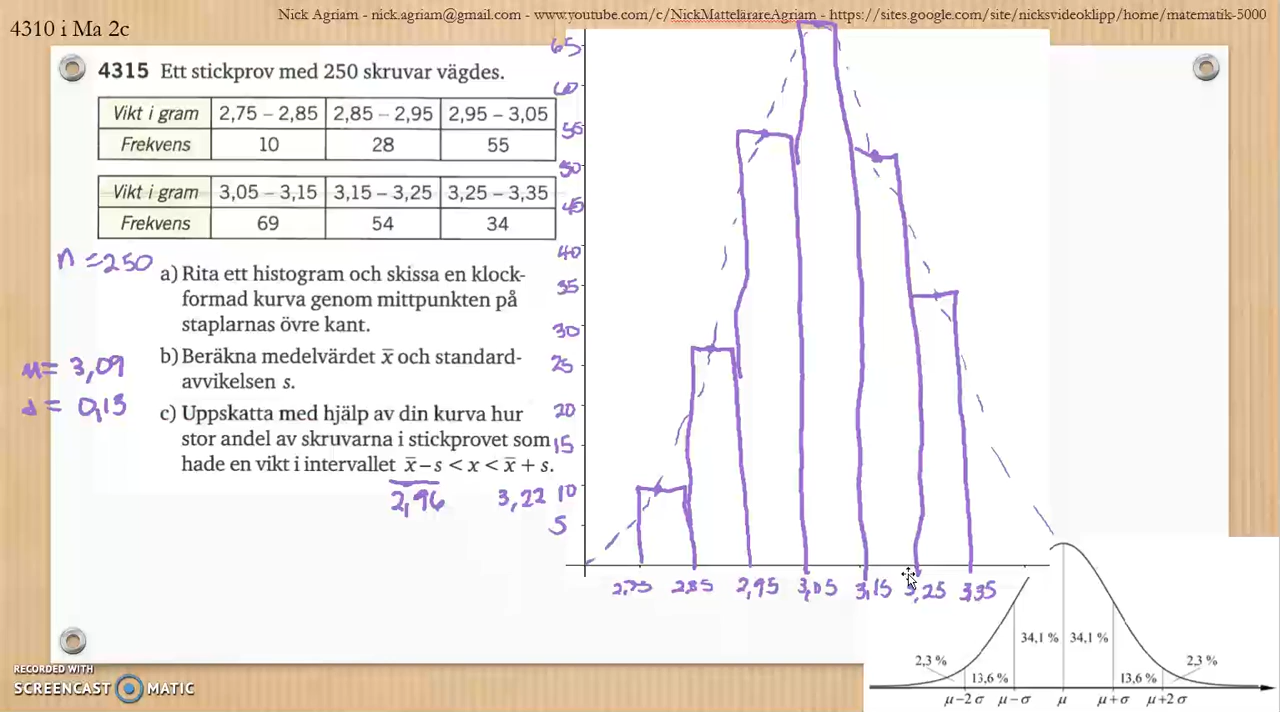 Nick Agriam - nick.agriam@gmail.com - www.youtube.com/c/NickMattelärareAgriam - https://sites.google.com/site/nicksvideoklipp/home/matematik-5000
4310 i Ma 2c
4315 Ett stickprov med 250 skruvar vägdes.
Vikt i gram 2,75 – 2,85 2,85 – 2,95 2,95 – 3,05
Frekvens 10 28 55
Vikt i gram 3,05 – 3,15 3,15 – 3,25 3,25 – 3,35
Frekvens 69 54 34
n = 250
a) Rita ett histogram och skissa en klock-
formad kurva genom mittpunkten på
staplarnas övre kant.
b) Beräkna medelvärdet x̄ och standard-
avvikelsen s.
μ = 3,09
s = 0,13
c) Uppskatta med hjälp av din kurva hur
stor andel av skruvarna i stickprovet som
hade en vikt i intervallet x̄ – s < x < x̄ + s.
2,96 3,22
65
60
55
50
45
40
35
30
25
20
15
10
5
2,75 2,85 2,95 3,05 3,15 3,25 3,35
34,1 % 34,1 %
2,3 % 2,3 %
13,6 % 13,6 %
μ–2σ μ–σ μ μ+σ μ+2σ
RECORDED WITH
SCREENCAST MATIC